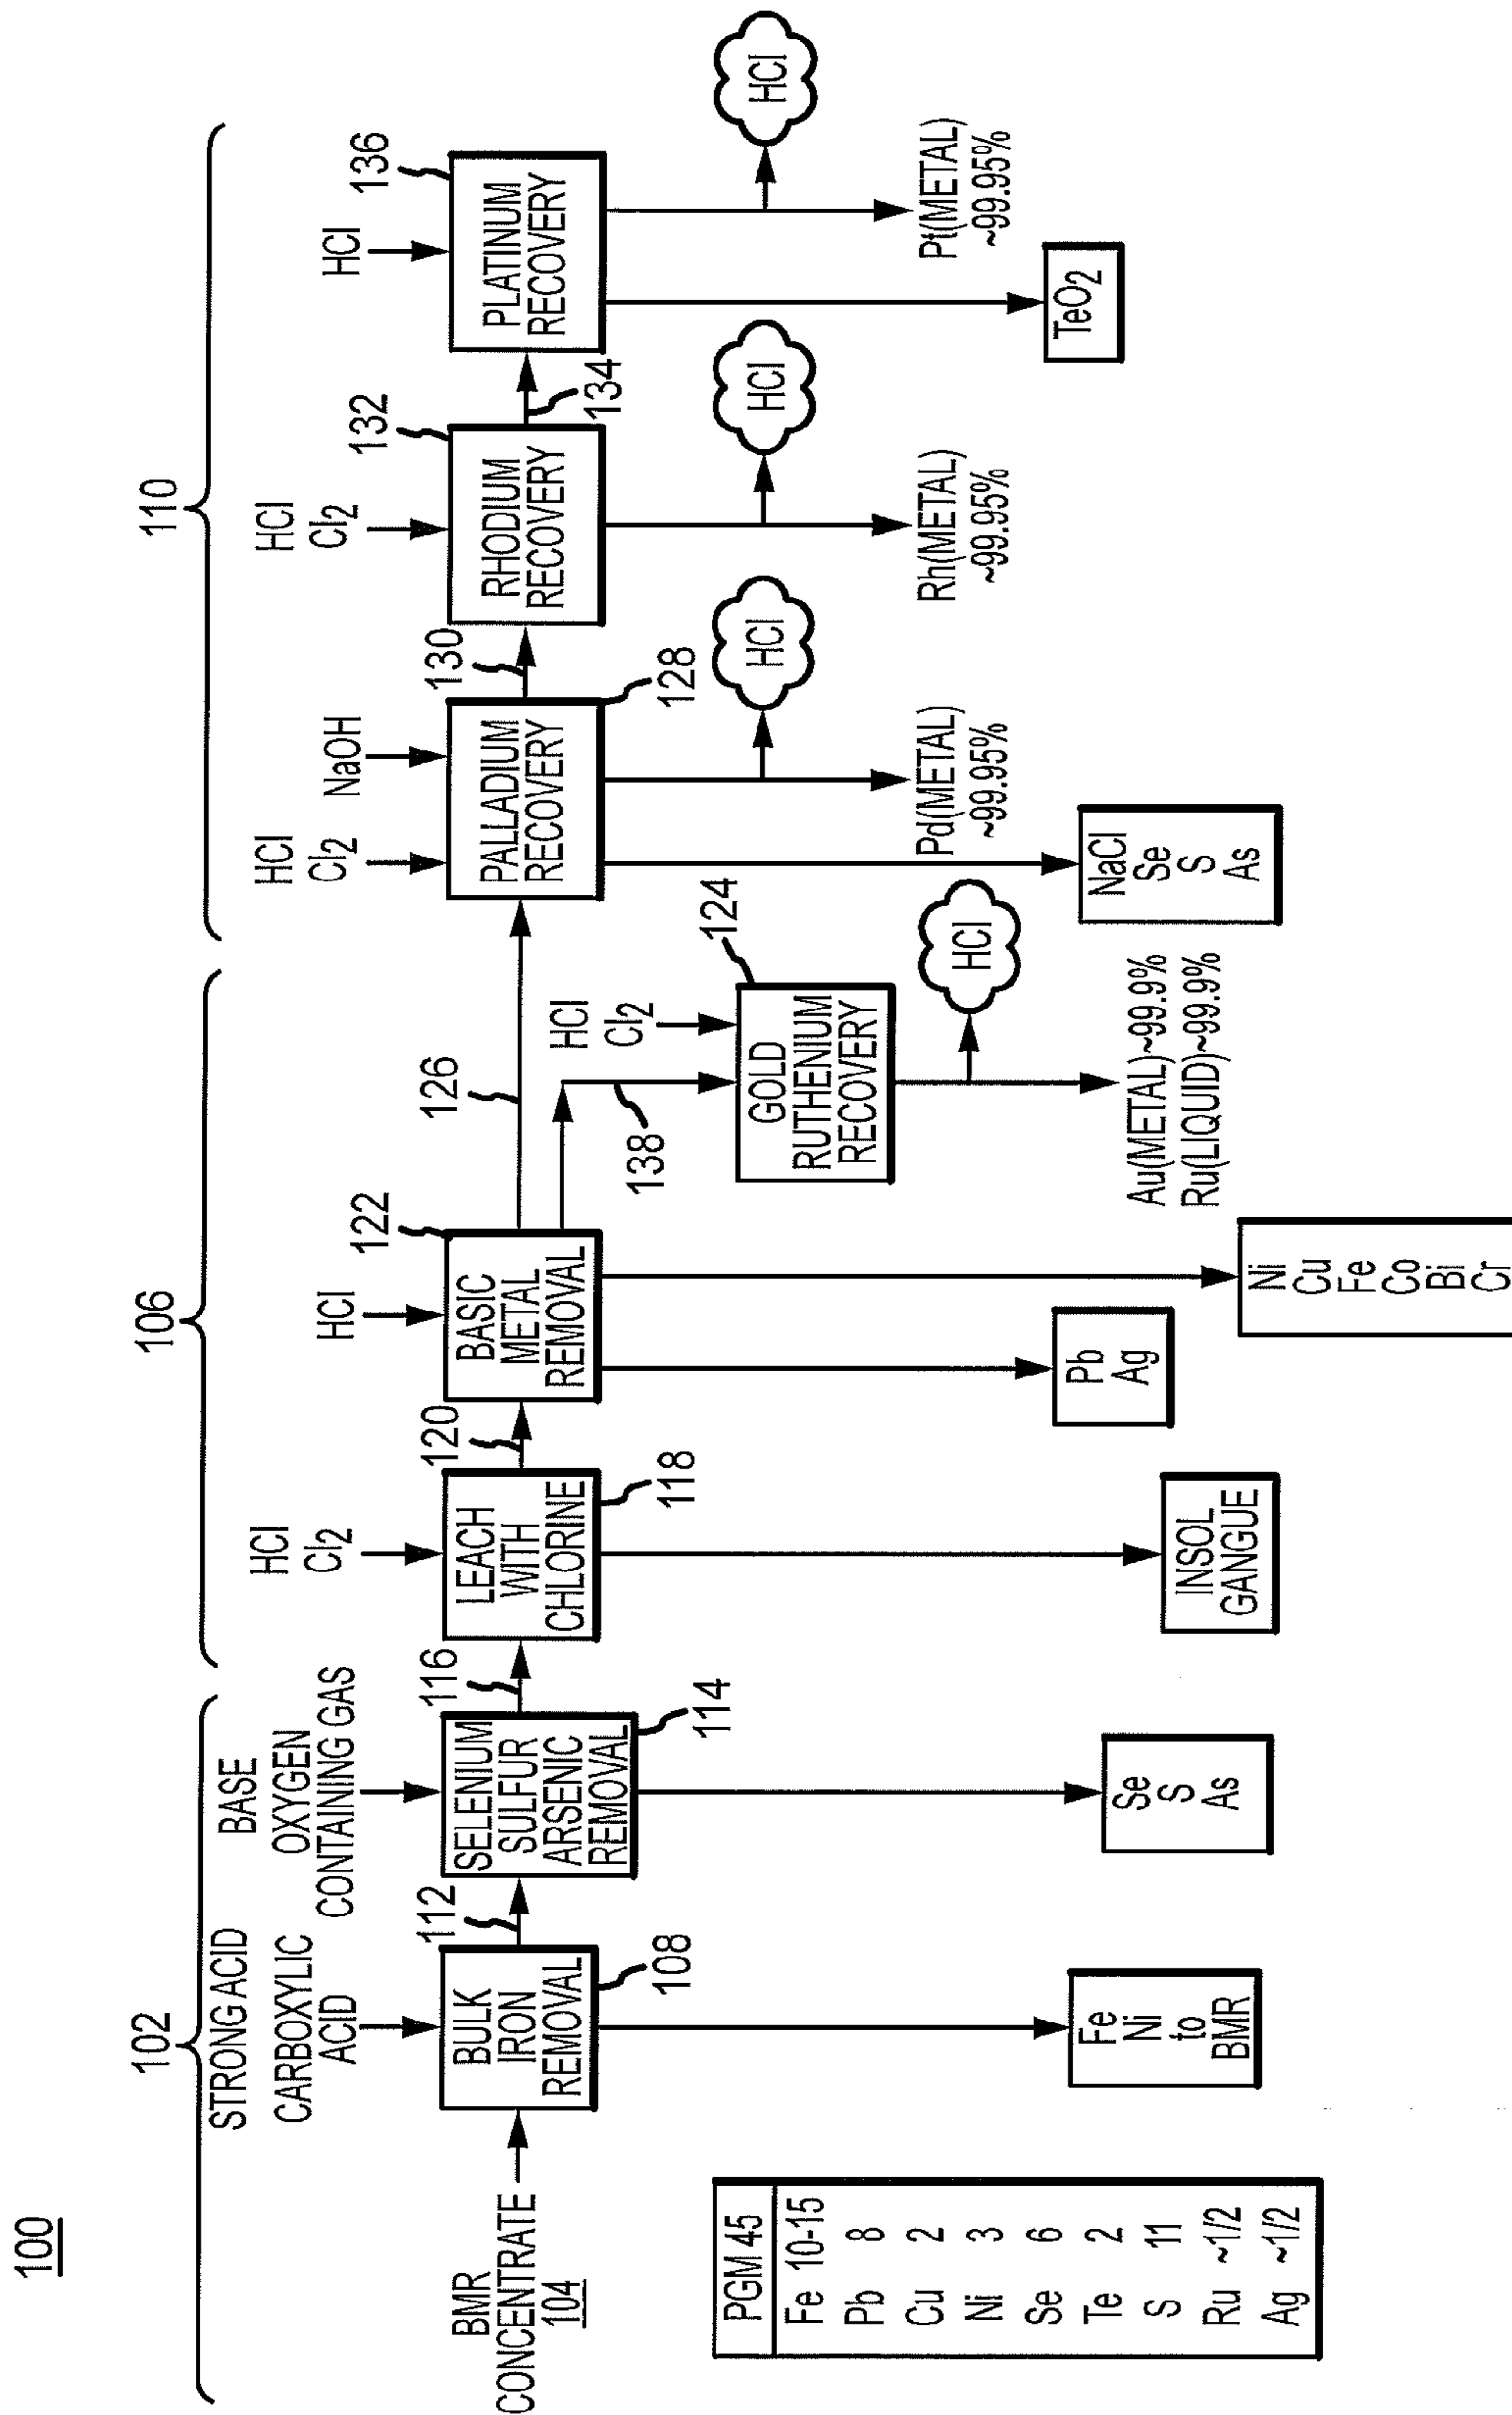 100
102
106
110
STRONG ACID
CARBOXYLIC
ACID
BASE
OXYGEN
CONTAINING GAS
HCl
Cl2
HCl
HCl
Cl2
NaOH
HCl
Cl2
HCl
BMR
CONCENTRATE
104
BULK
IRON
REMOVAL
108
112
SELENIUM
SULFUR
ARSENIC
REMOVAL
114
116
LEACH
WITH
CHLORINE
118
120
BASIC
METAL
REMOVAL
122
126
PALLADIUM
RECOVERY
128
130
RHODIUM
RECOVERY
132
134
PLATINUM
RECOVERY
136
138
HCl
Cl2
GOLD
RUTHENIUM
RECOVERY
124
HCl
HCl
HCl
HCl
Fe
Ni
to
BMR
Se
S
As
INSOL
GANGUE
Pb
Ag
Ni
Cu
Fe
Co
Bi
Cr
Au(METAL)~99.9%
Ru(LIQUID)~99.9%
Pd(METAL)
~99.95%
NaCl
Se
S
As
Rh(METAL)
~99.95%
Pt(METAL)
~99.95%
TeO2
PGM 45
Fe 10-15
Pb 8
Cu 2
Ni 3
Se 6
Te 2
S 11
Ru ~1/2
Ag ~1/2